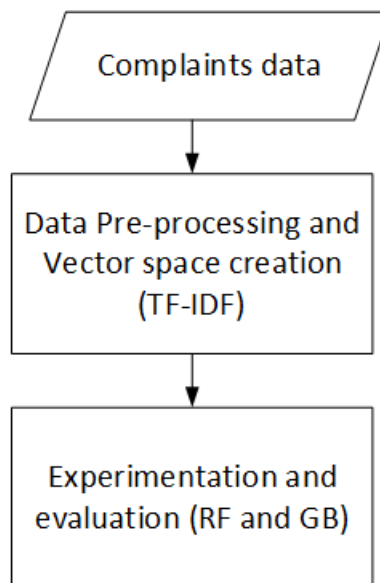 Complaints data
Data Pre-processing and
Vector space creation
(TF-IDF)
Experimentation and
evaluation (RF and GB)